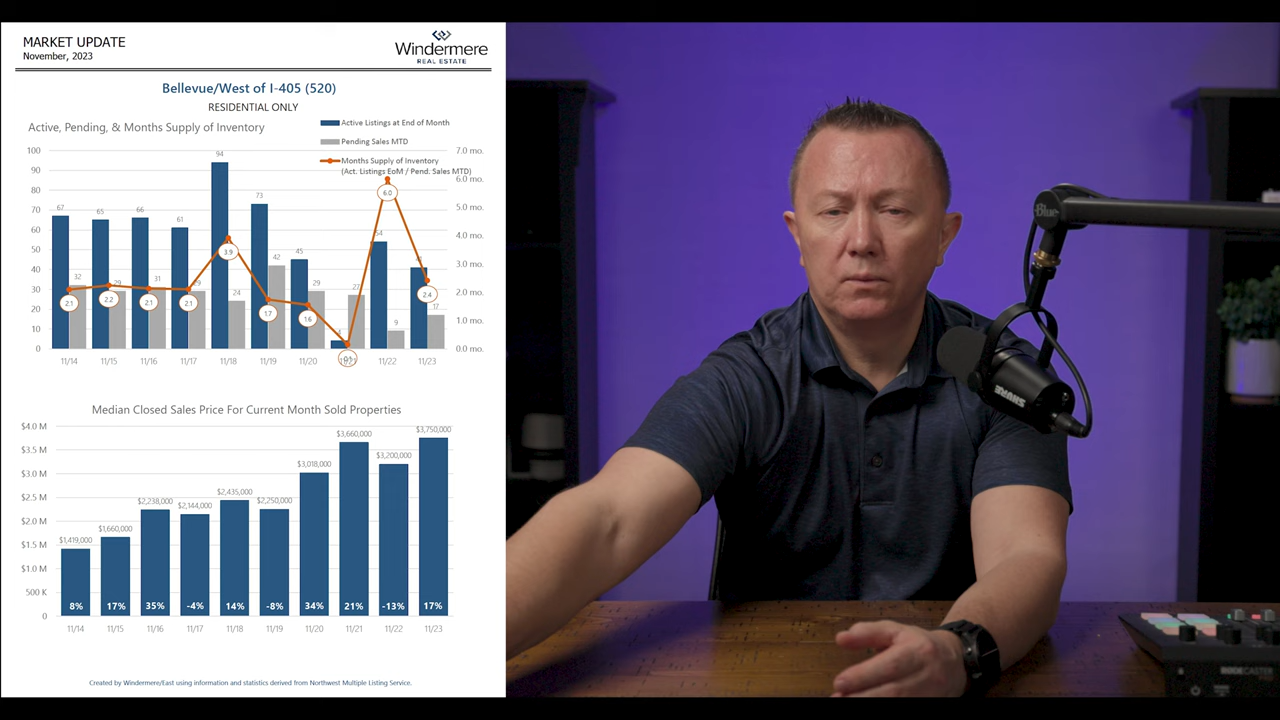 MARKET UPDATE
November, 2023
Windermere
REAL ESTATE
Bellevue/West of I-405 (520)
RESIDENTIAL ONLY
Active, Pending, & Months Supply of Inventory
Active Listings at End of Month
Pending Sales MTD
Months Supply of Inventory
(Act. Listings EoM / Pend. Sales MTD)
100
90
80
70
60
50
40
30
20
10
0
7.0 mo.
6.0 mo.
5.0 mo.
4.0 mo.
3.0 mo.
2.0 mo.
1.0 mo.
0.0 mo.
67 65 66 61 94 73 45 4 54 41
32 29 31 29 24 42 29 27 9 17
2.1 2.2 2.1 2.1 3.9 1.7 1.6 0.1 6.0 2.4
11/14 11/15 11/16 11/17 11/18 11/19 11/20 11/21 11/22 11/23
Median Closed Sales Price For Current Month Sold Properties
$4.0 M
$3.5 M
$3.0 M
$2.5 M
$2.0 M
$1.5 M
$1.0 M
500 K
0
$1,419,000 $1,660,000 $2,238,000 $2,144,000 $2,435,000 $2,250,000 $3,018,000 $3,660,000 $3,200,000 $3,750,000
8% 17% 35% -4% 14% -8% 34% 21% -13% 17%
11/14 11/15 11/16 11/17 11/18 11/19 11/20 11/21 11/22 11/23
Created by Windermere/East using information and statistics derived from Northwest Multiple Listing Service.
Blue
SHURE
RODECASTER